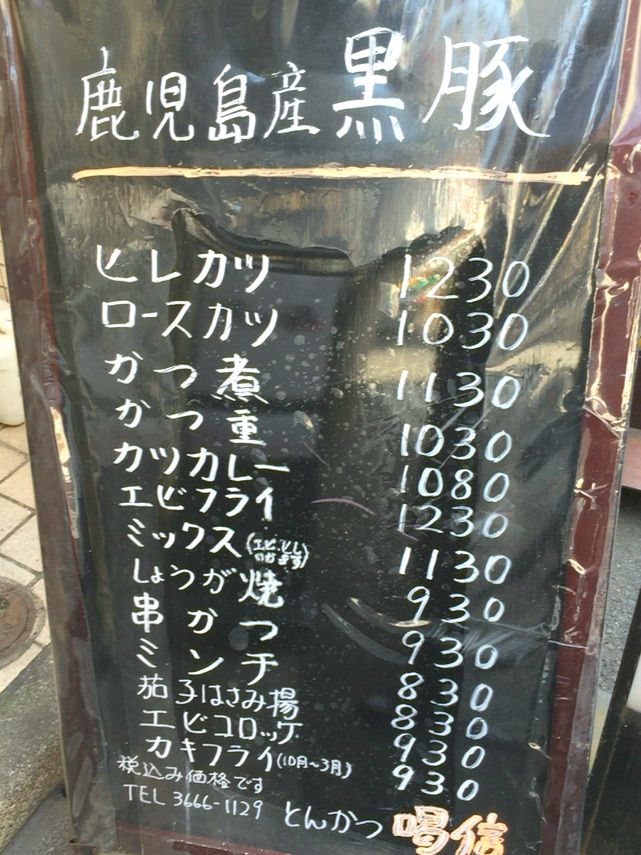 鹿児島産 黒豚
ヒレカツ 1230
ロースカツ 1030
かつ煮 1130
かつ重 1030
カツカレー 1080
エビフライ 1230
ミックス 1130
しょうが焼 930
串かつ 930
ミンチ 830
茄子はさみ揚 830
エビコロッケ 930
カキフライ(10月〜3月) 930
税込み価格です
TEL 3666-1129 とんかつ 喝信